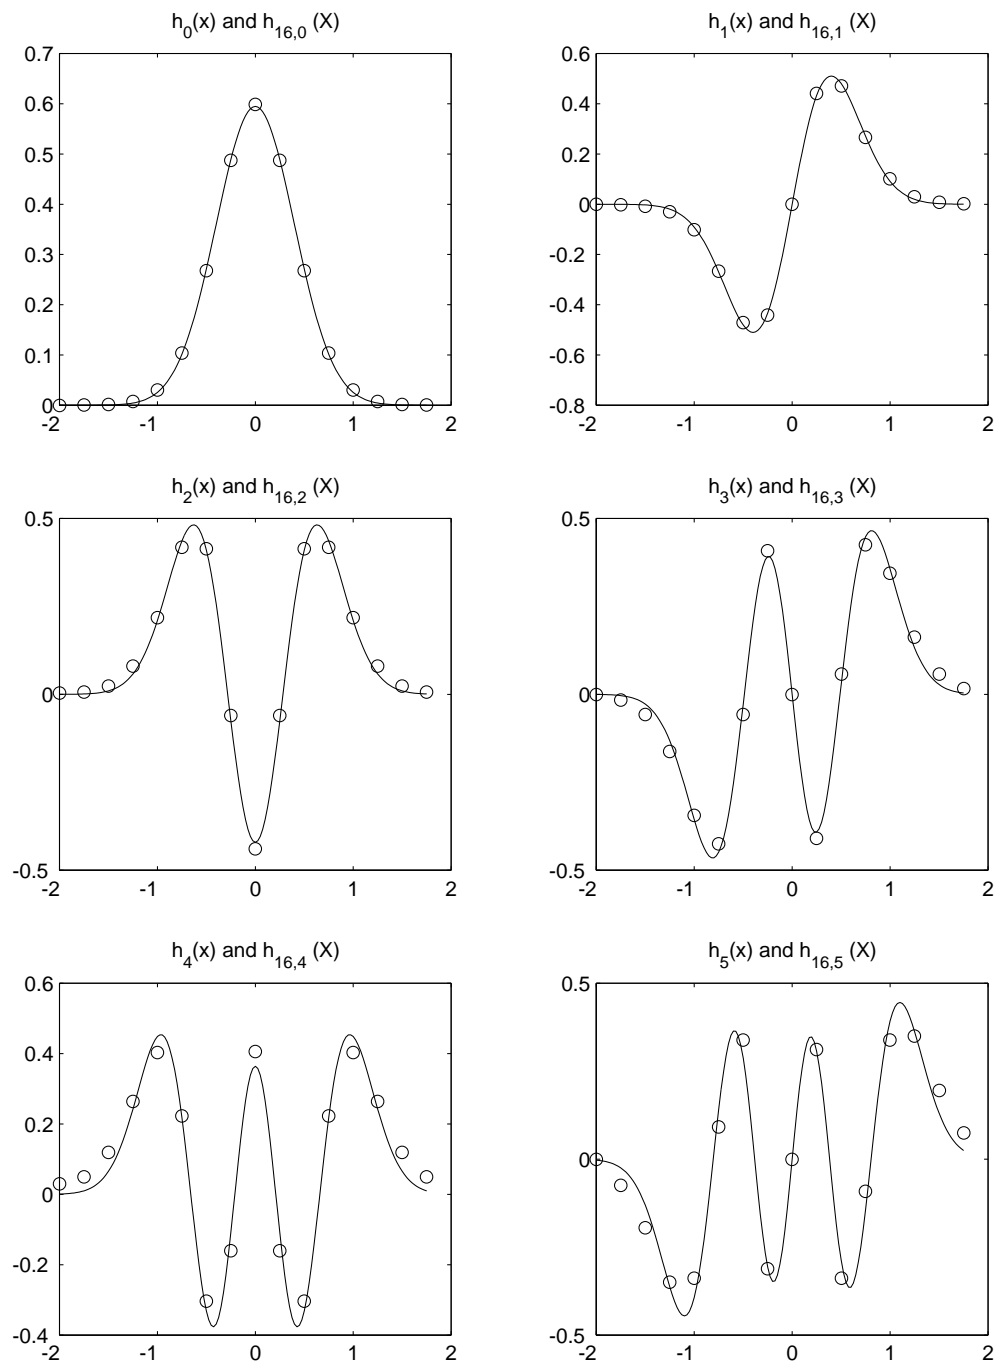 h0(x) and h16,0 (X)
0.7
0.6
0.5
0.4
0.3
0.2
0.1
0
-2 -1 0 1 2
h1(x) and h16,1 (X)
0.6
0.4
0.2
0
-0.2
-0.4
-0.6
-0.8
-2 -1 0 1 2
h2(x) and h16,2 (X)
0.5
0
-0.5
-2 -1 0 1 2
h3(x) and h16,3 (X)
0.5
0
-0.5
-2 -1 0 1 2
h4(x) and h16,4 (X)
0.6
0.4
0.2
0
-0.2
-0.4
-2 -1 0 1 2
h5(x) and h16,5 (X)
0.5
0
-0.5
-2 -1 0 1 2